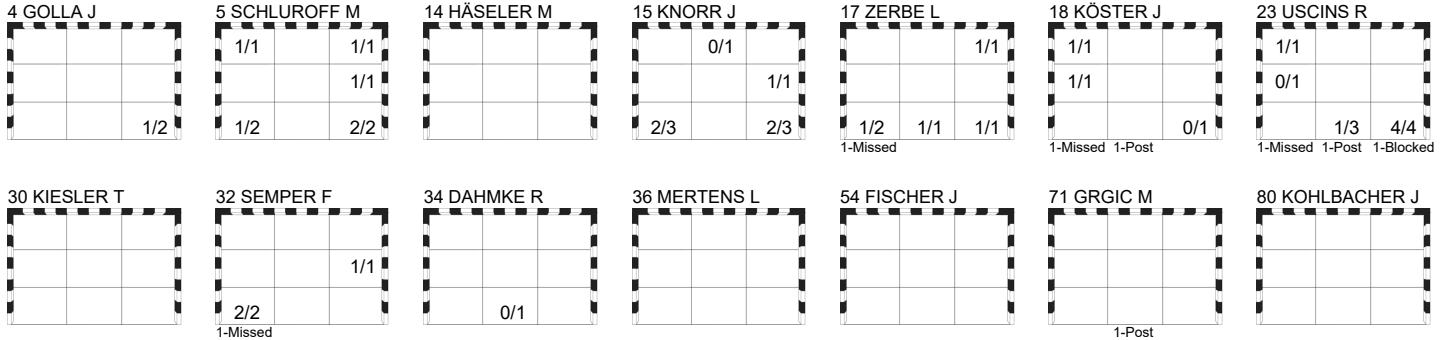 4 GOLLA J 5 SCHLUROFF M 14 HÄSELER M 15 KNORR J 17 ZERBE L 18 KÖSTER J 23 USCINS R
1/1 1/1 0/1 1/1 1/1 1/1
1/1 1/1 1/1 0/1
1/2 1/2 2/2 2/3 2/3 1/2 1/1 1/1 0/1 1/3 4/4
1-Missed 1-Missed 1-Post 1-Missed 1-Post 1-Blocked
30 KIESLER T 32 SEMPER F 34 DAHMKE R 36 MERTENS L 54 FISCHER J 71 GRGIC M 80 KOHLBACHER J
1/1
2/2 0/1
1-Missed 1-Post